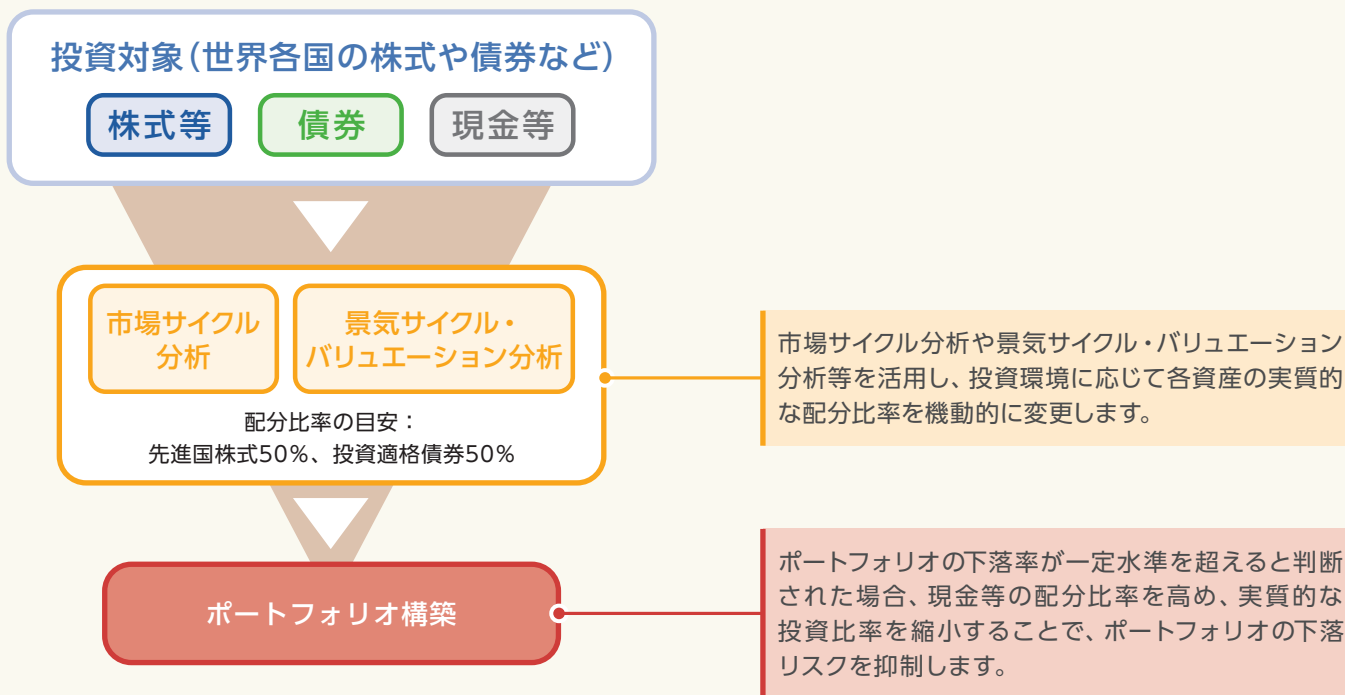 投資対象（世界各国の株式や債券など）
株式等
債券
現金等
市場サイクル
分析
景気サイクル・
バリュエーション分析
配分比率の目安：
先進国株式50%、投資適格債券50%
市場サイクル分析や景気サイクル・バリュエーション
分析等を活用し、投資環境に応じて各資産の実質的
な配分比率を機動的に変更します。
ポートフォリオ構築
ポートフォリオの下落率が一定水準を超えると判断
された場合、現金等の配分比率を高め、実質的な
投資比率を縮小することで、ポートフォリオの下落
リスクを抑制します。